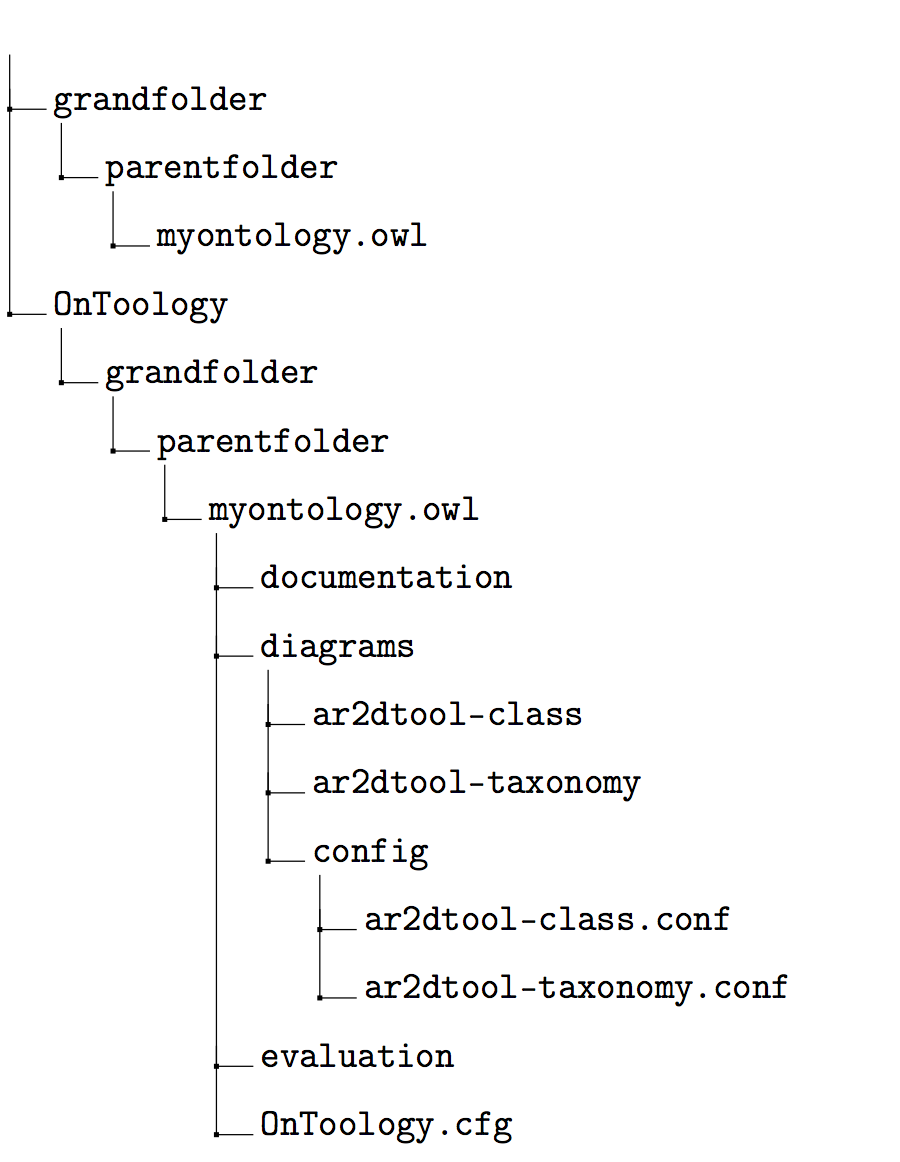 grandfolder
parentfolder
myontology.owl
OnToology
grandfolder
parentfolder
myontology.owl
documentation
diagrams
ar2dtool-class
ar2dtool-taxonomy
config
ar2dtool-class.conf
ar2dtool-taxonomy.conf
evaluation
OnToology.cfg